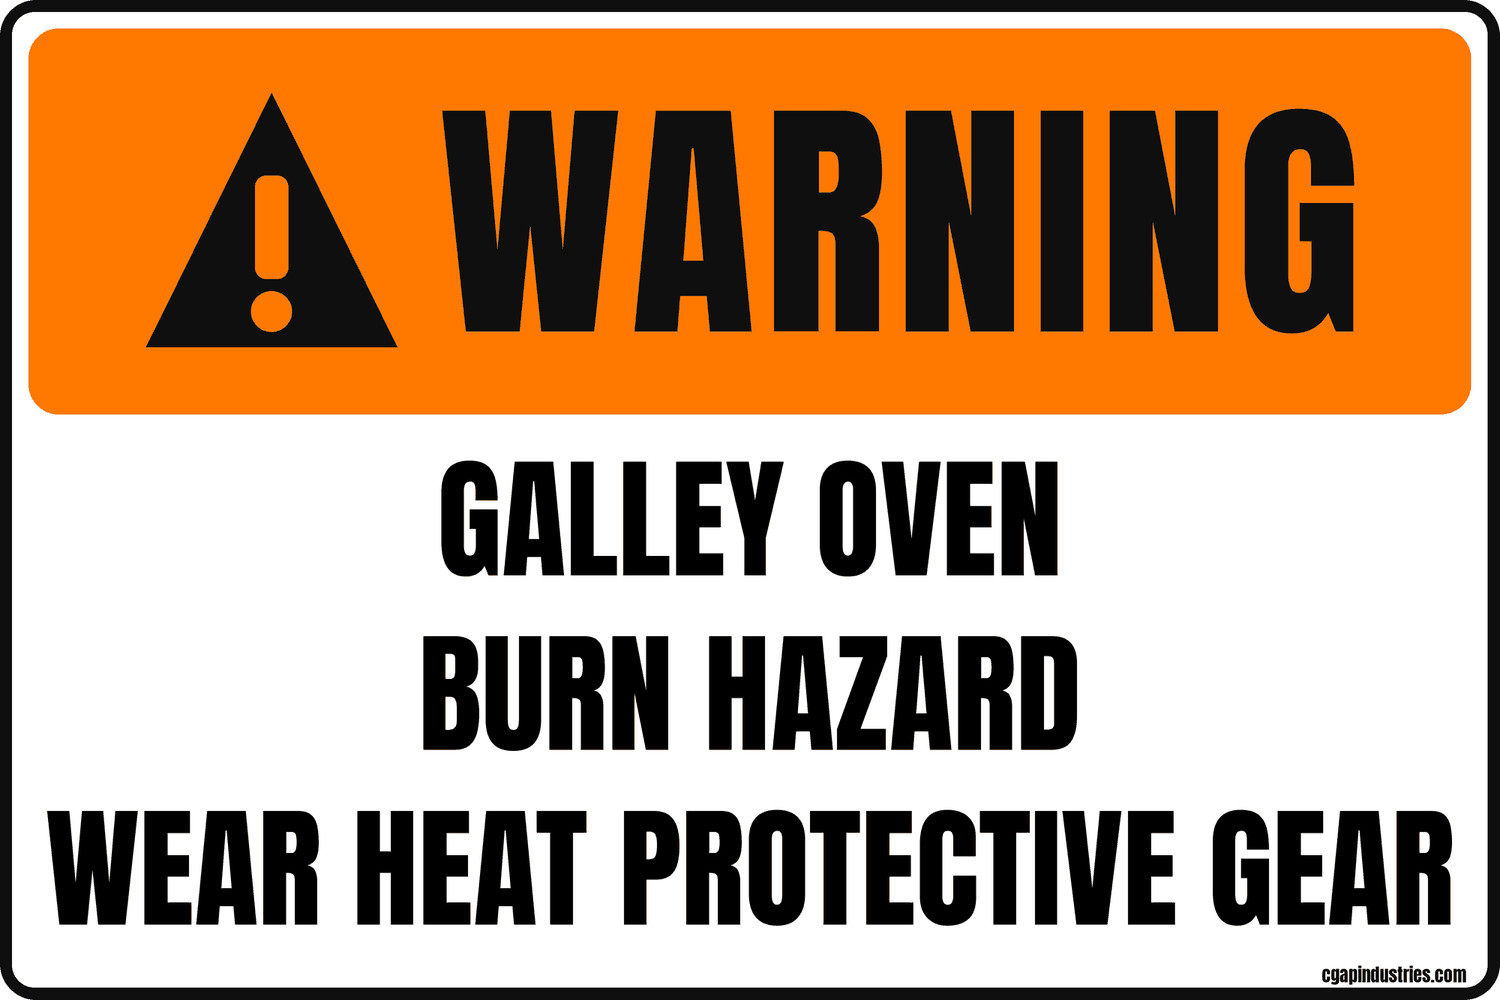 WARNING
GALLEY OVEN
BURN HAZARD
WEAR HEAT PROTECTIVE GEAR
cgapindustries.com